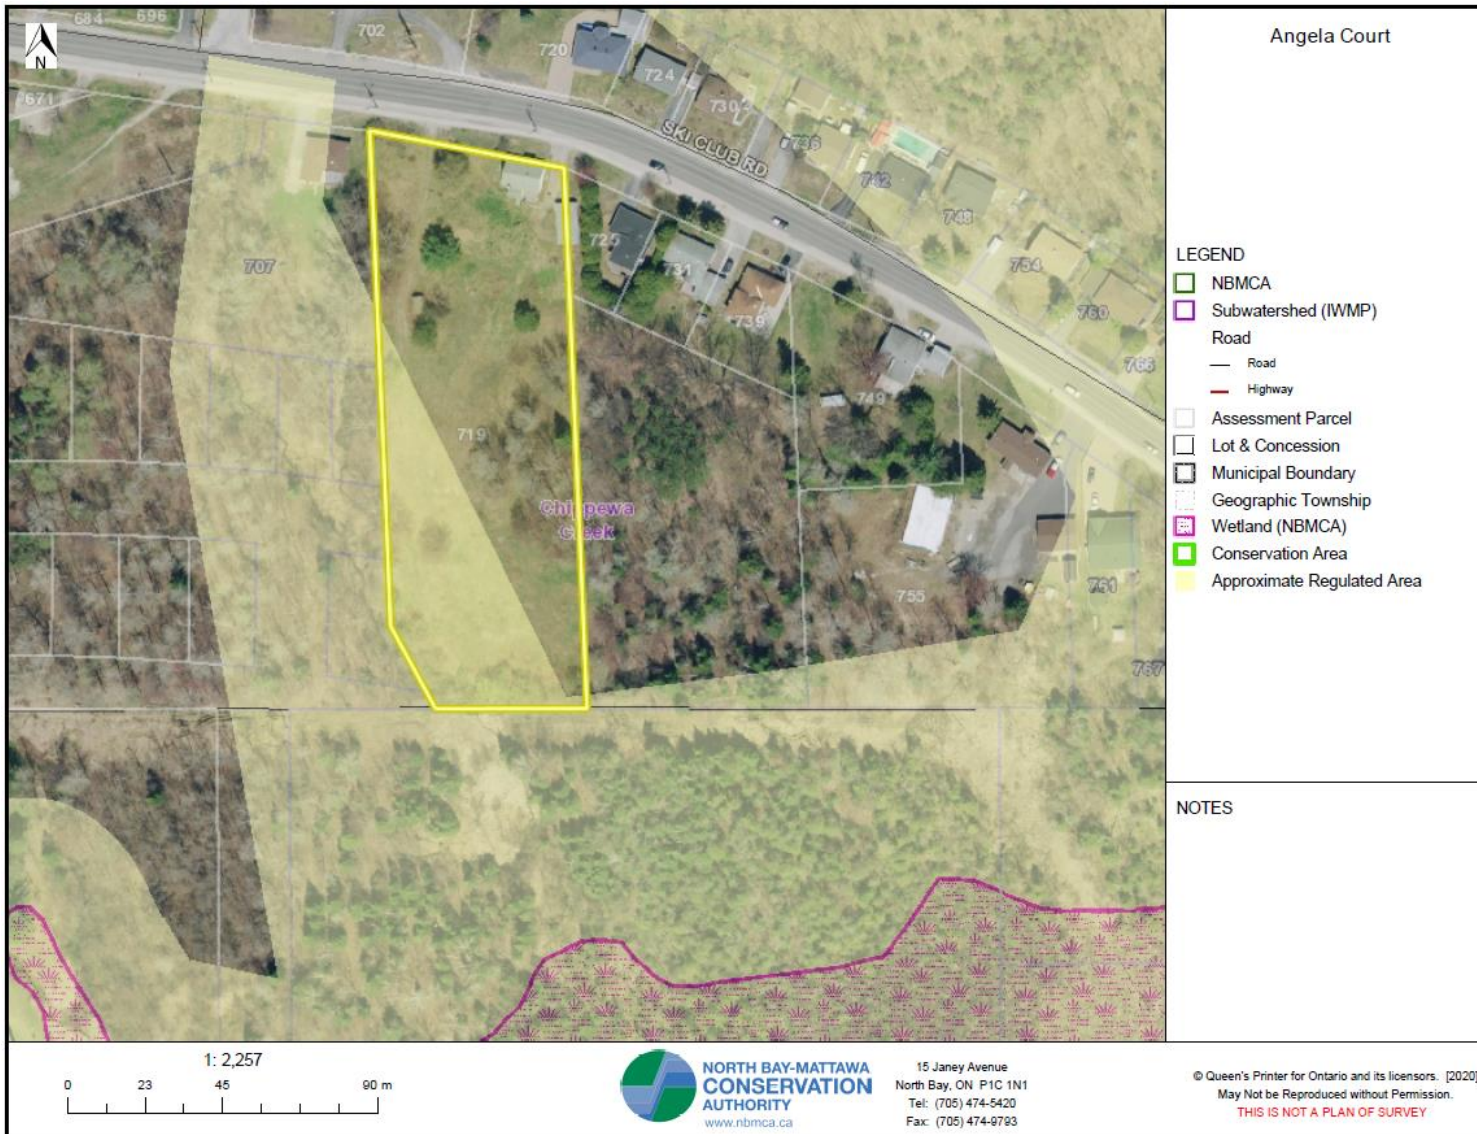 Angela Court
N
684
696
702
720
724
730
736
742
748
754
760
766
671
SKI CLUB RD
707
725
731
739
749
719
Chippewa
Creek
755
761
767
LEGEND
NBMCA
Subwatershed (IWMP)
Road
Road
Highway
Assessment Parcel
Lot & Concession
Municipal Boundary
Geographic Township
Wetland (NBMCA)
Conservation Area
Approximate Regulated Area
NOTES
1: 2,257
0 23 45 90 m
NORTH BAY-MATTAWA
CONSERVATION
AUTHORITY
www.nbmca.ca
15 Janey Avenue
North Bay, ON P1C 1N1
Tel: (705) 474-5420
Fax: (705) 474-9793
© Queen's Printer for Ontario and its licensors. [2020]
May Not be Reproduced without Permission.
THIS IS NOT A PLAN OF SURVEY